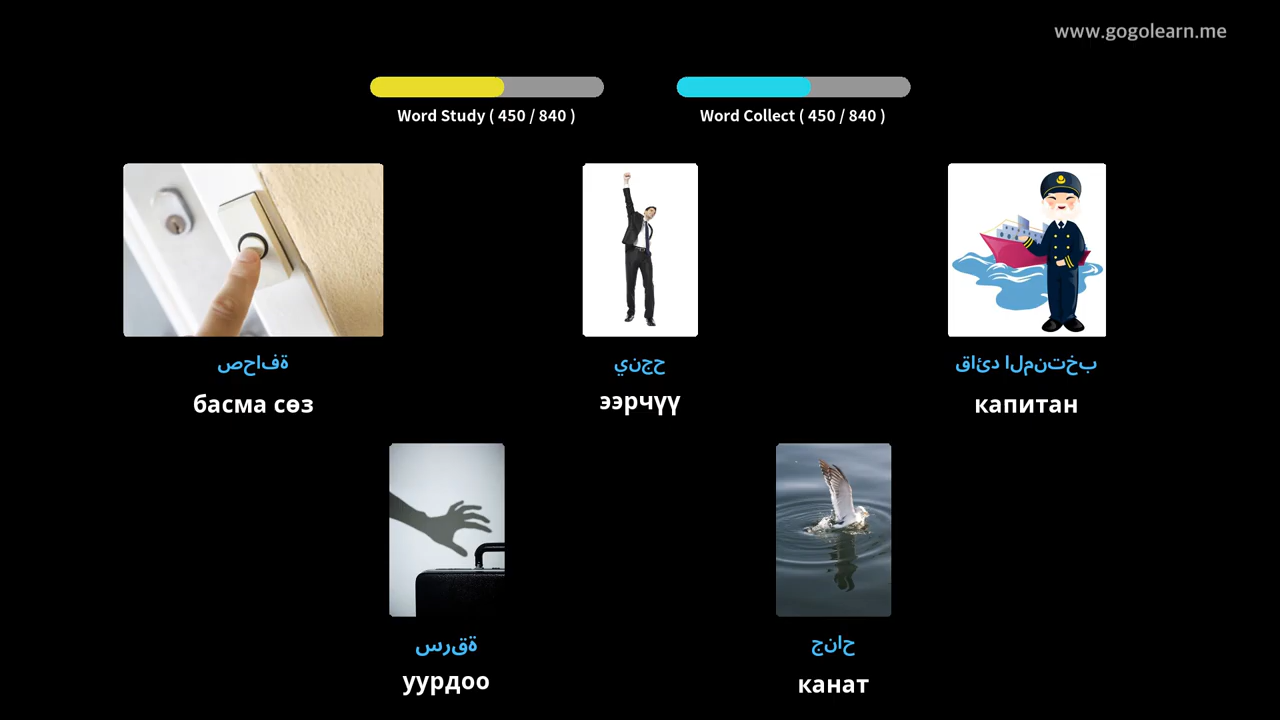 www.gogolearn.me
Word Study ( 450 / 840 )
Word Collect ( 450 / 840 )
صحافة
ينجح
قائد المنتخب
басма сөз
ээрчүү
капитан
سرقة
جناح
уурдоо
канат